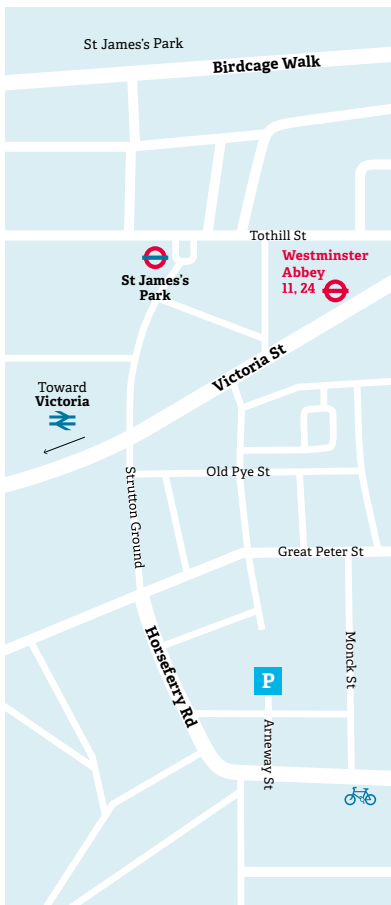 St James's Park
Birdcage Walk
Tothill St
Westminster
Abbey
11, 24
St James's
Park
Victoria St
Toward
Victoria
Old Pye St
Strutton Ground
Great Peter St
Horseferry Rd
Monck St
P
Arneway St